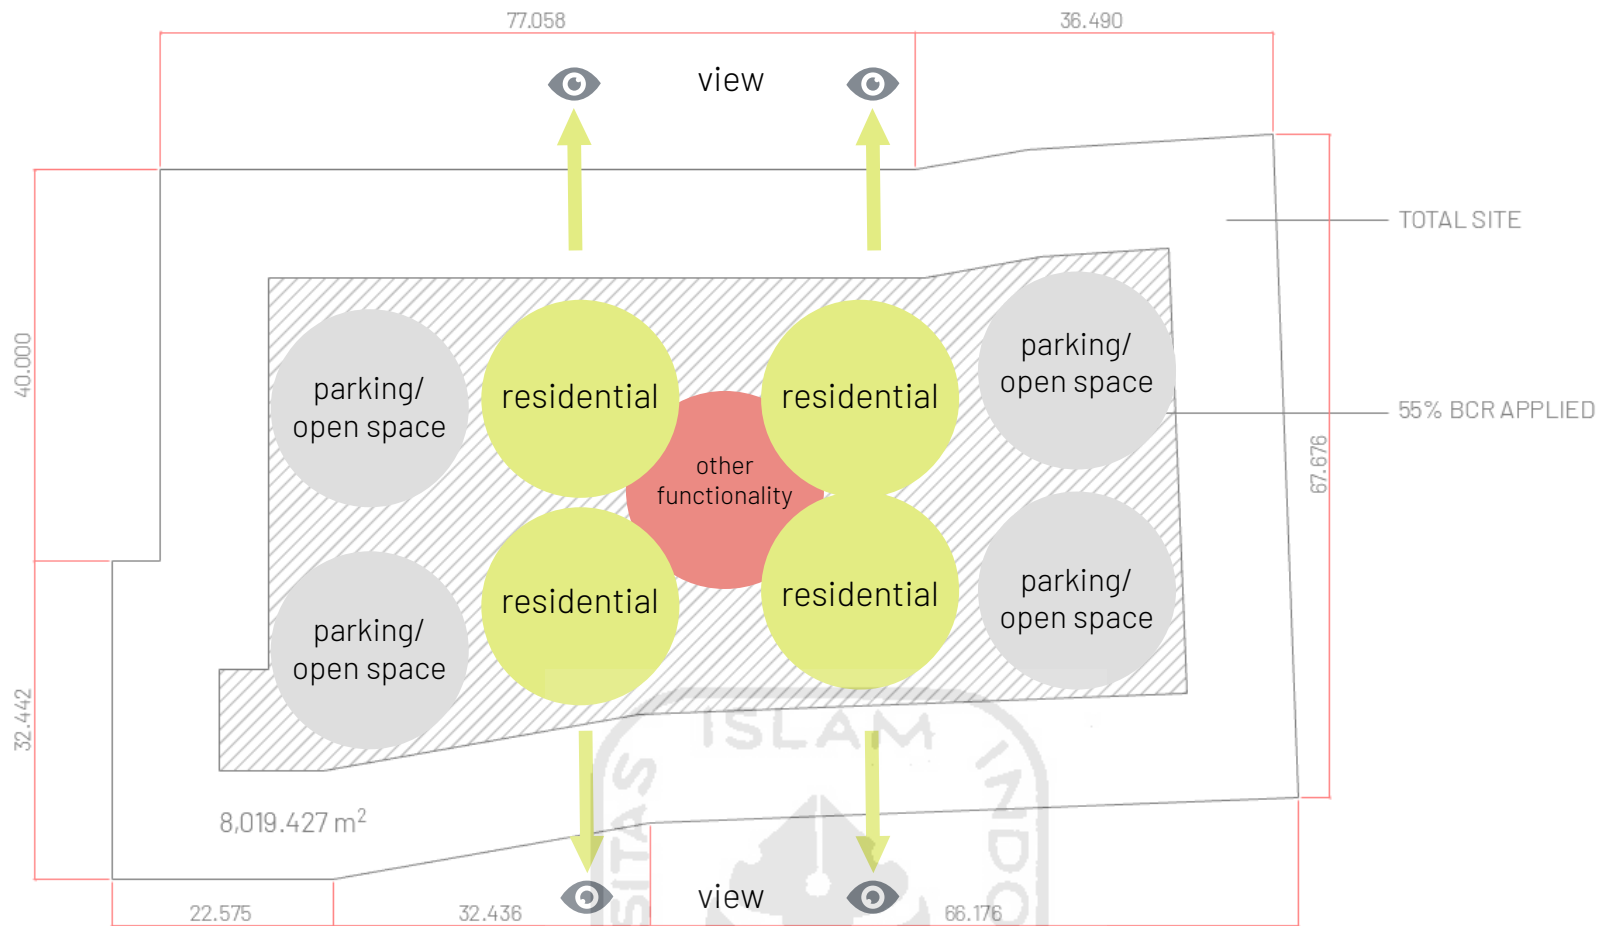 77.058
36.490
view
TOTAL SITE
40.000
parking/
open space
residential
residential
parking/
open space
55% BCR APPLIED
other
functionality
67.676
parking/
open space
residential
residential
parking/
open space
32.442
ISLAM
8,019.427 m²
SITAS
INDO
view
22.575
32.436
66.176